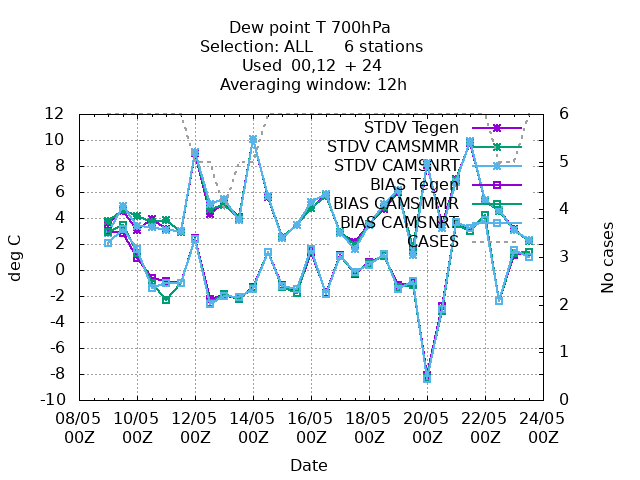 Dew point T 700hPa
Selection: ALL 6 stations
Used 00,12 + 24
Averaging window: 12h
12 6
10
8 5
6
4 4
2
0 3
-2
-4 2
-6
-8 1
-10 0
deg C
No cases
STDV Tegen
STDV CAMSMMR
STDV CAMSNRT
BIAS Tegen
BIAS CAMSMMR
BIAS CAMSNRT
CASES
08/05 10/05 12/05 14/05 16/05 18/05 20/05 22/05 24/05
00Z 00Z 00Z 00Z 00Z 00Z 00Z 00Z 00Z
Date